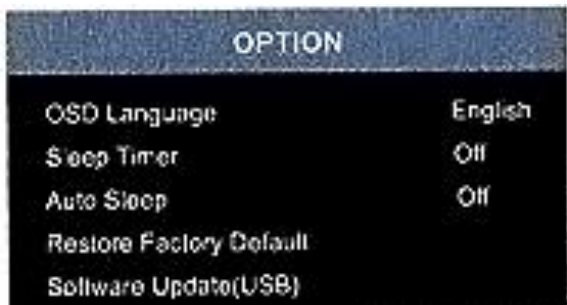 OPTION
OSD Language English
Sleep Timer Off
Auto Sleep Off
Restore Factory Default
Software Update(USB)